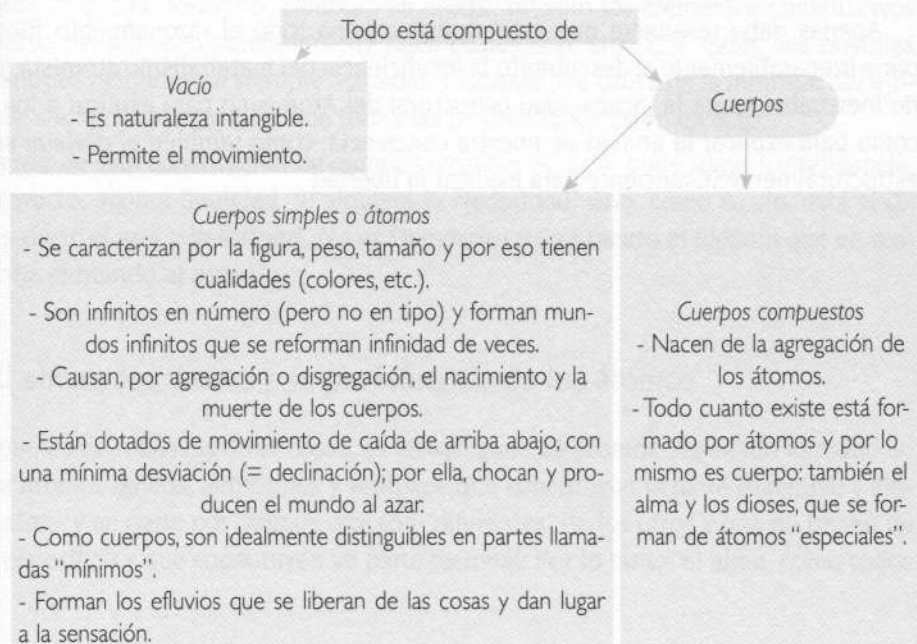 Todo está compuesto de
Vacío
- Es naturaleza intangible.
- Permite el movimiento.
Cuerpos
Cuerpos simples o átomos
- Se caracterizan por la figura, peso, tamaño y por eso tienen
cualidades (colores, etc.).
- Son infinitos en número (pero no en tipo) y forman mun-
dos infinitos que se reforman infinidad de veces.
- Causan, por agregación o disgregación, el nacimiento y la
muerte de los cuerpos.
- Están dotados de movimiento de caída de arriba abajo, con
una mínima desviación (= declinación); por ella, chocan y pro-
ducen el mundo al azar.
- Como cuerpos, son idealmente distinguibles en partes llama-
das "mínimos".
- Forman los efluvios que se liberan de las cosas y dan lugar
a la sensación.
Cuerpos compuestos
- Nacen de la agregación de
los átomos.
- Todo cuanto existe está for-
mado por átomos y por lo
mismo es cuerpo: también el
alma y los dioses, que se for-
man de átomos "especiales".